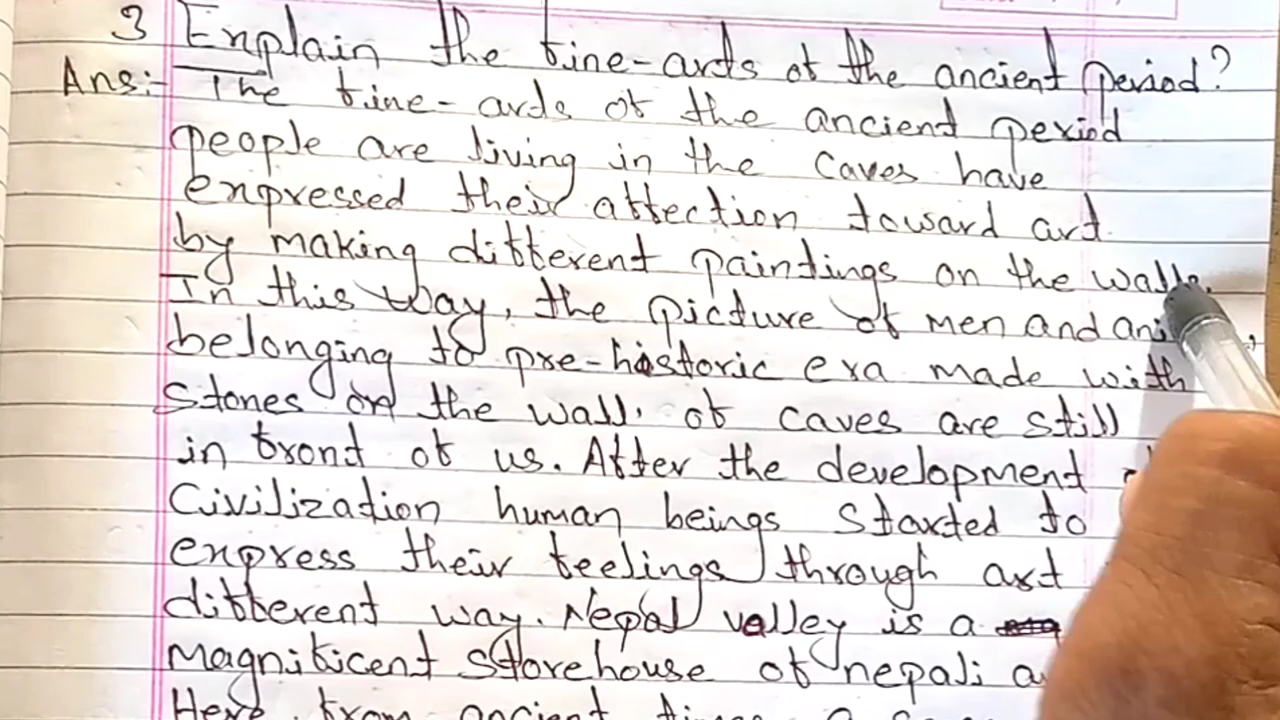 3 Explain the fine-arts of the ancient period?
Ans:- The fine-arts of the ancient period
people are living in the caves have
expressed their affection toward art
by making different paintings on the walls.
In this way, the picture of men and
belonging to pre-historic era made with
stones on the wall of caves are still
in front of us. After the development
Civilization human beings started to
express their feelings through art
different way. Nepal valley is a
Magnificent storehouse of nepali
Here, from ancient